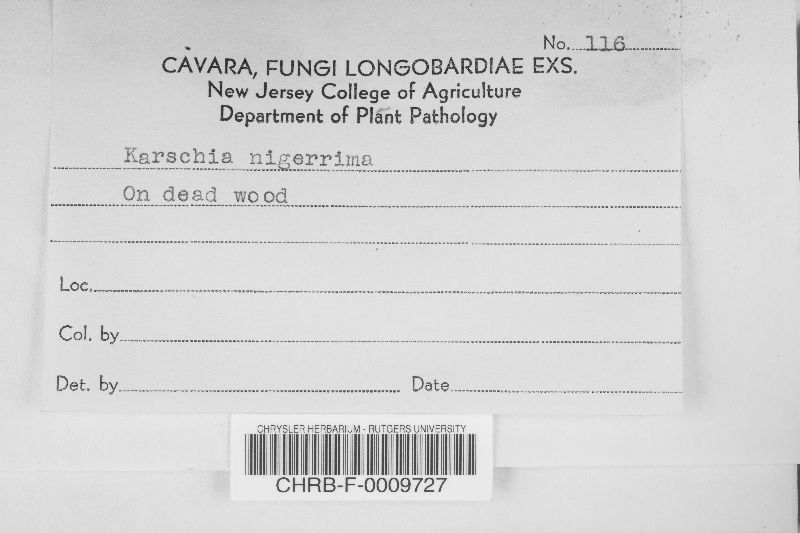 No. 116
CAVARA, FUNGI LONGOBARDIAE EXS.
New Jersey College of Agriculture
Department of Plant Pathology
Karschia nigerrima
On dead wood
Loc.
Col. by
Det. by Date
CHRYSLER HERBARIUM - RUTGERS UNIVERSITY
CHRB-F-0009727